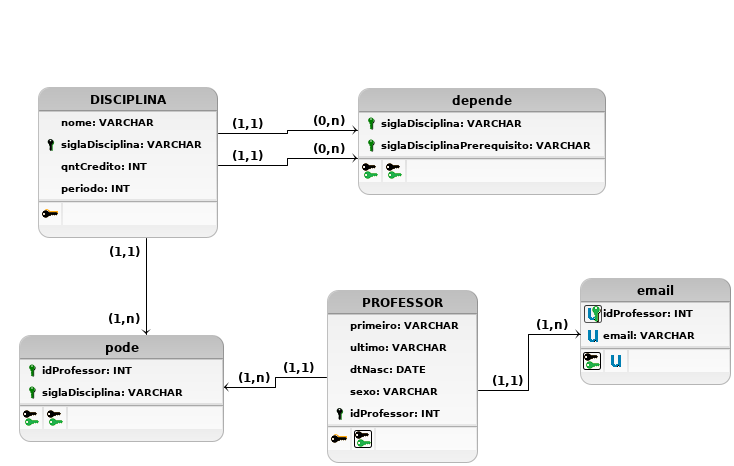 DISCIPLINA
nome: VARCHAR
siglaDisciplina: VARCHAR
qntCredito: INT
periodo: INT
(1,1)
(0,n)
(1,1)
(0,n)
depende
siglaDisciplina: VARCHAR
siglaDisciplinaPrerequisito: VARCHAR
(1,1)
(1,n)
pode
idProfessor: INT
siglaDisciplina: VARCHAR
(1,n)
(1,1)
PROFESSOR
primeiro: VARCHAR
ultimo: VARCHAR
dtNasc: DATE
sexo: VARCHAR
idProfessor: INT
(1,1)
(1,n)
email
U idProfessor: INT
U email: VARCHAR
U